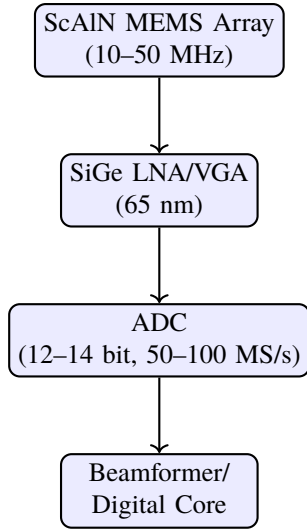 ScAlN MEMS Array
(10–50 MHz)
SiGe LNA/VGA
(65 nm)
ADC
(12–14 bit, 50–100 MS/s)
Beamformer/
Digital Core